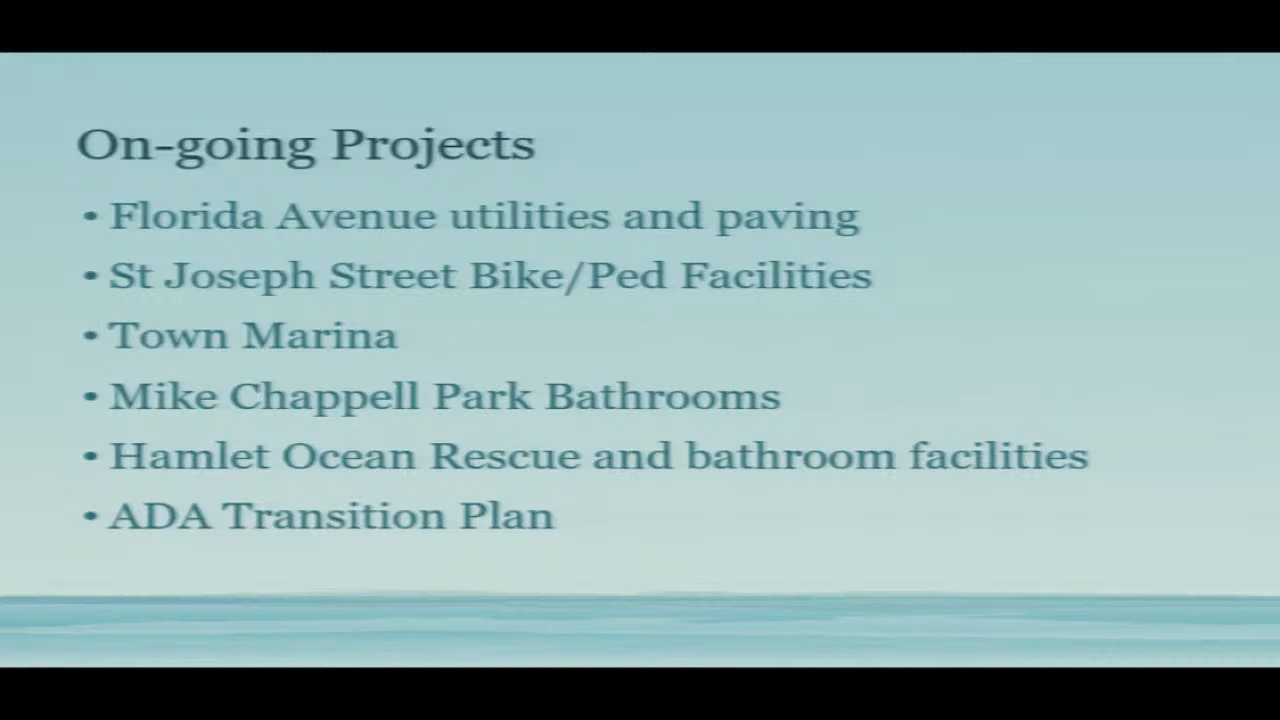 On-going Projects
• Florida Avenue utilities and paving
• St Joseph Street Bike/Ped Facilities
• Town Marina
• Mike Chappell Park Bathrooms
• Hamlet Ocean Rescue and bathroom facilities
• ADA Transition Plan